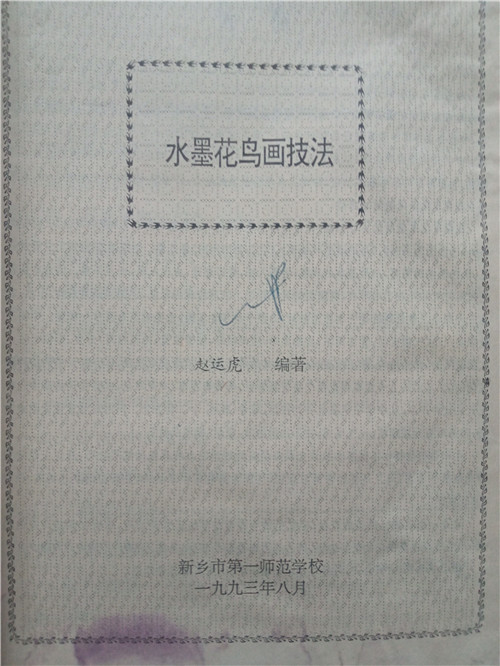 水墨花鸟画技法
赵运虎 编著
新乡市第一师范学校
一九九三年八月